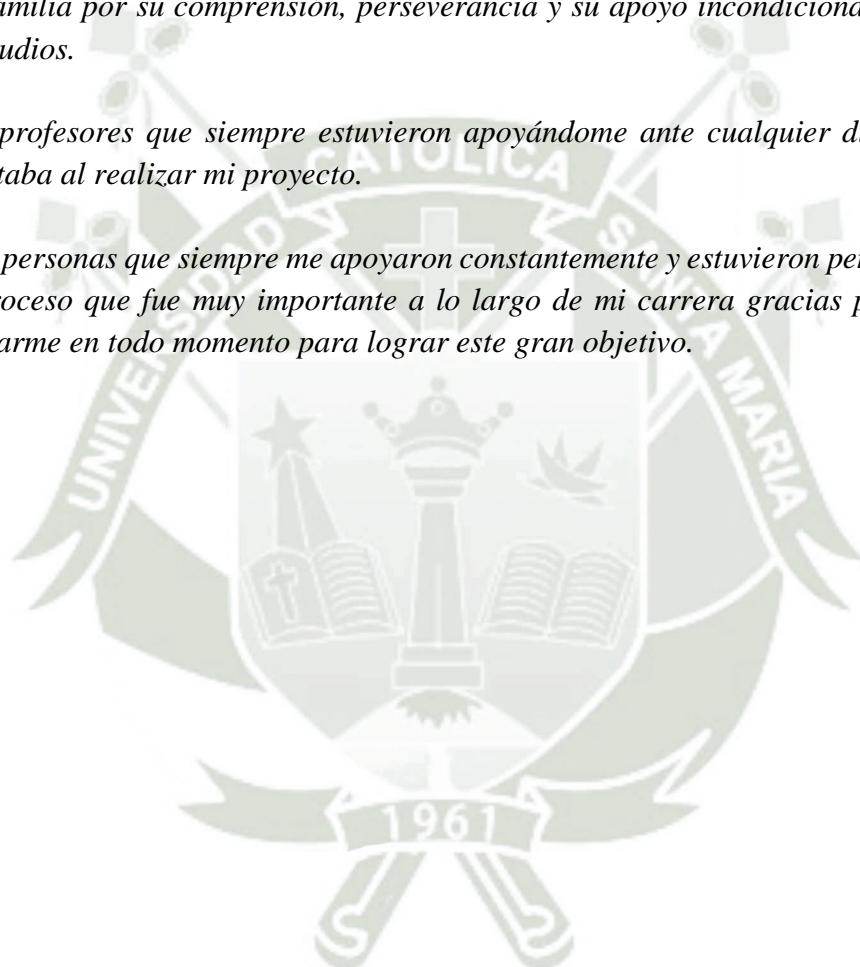 familia por su comprensión, perseverancia y su apoyo incondiciona
udios.
profesores que siempre estuvieron apoyándome ante cualquier d
taba al realizar mi proyecto.
personas que siempre me apoyaron constantemente y estuvieron pe
roceso que fue muy importante a lo largo de mi carrera gracias p
arme en todo momento para lograr este gran objetivo.
UNIVERSIDAD CATOLICA SANTA MARIA
1961